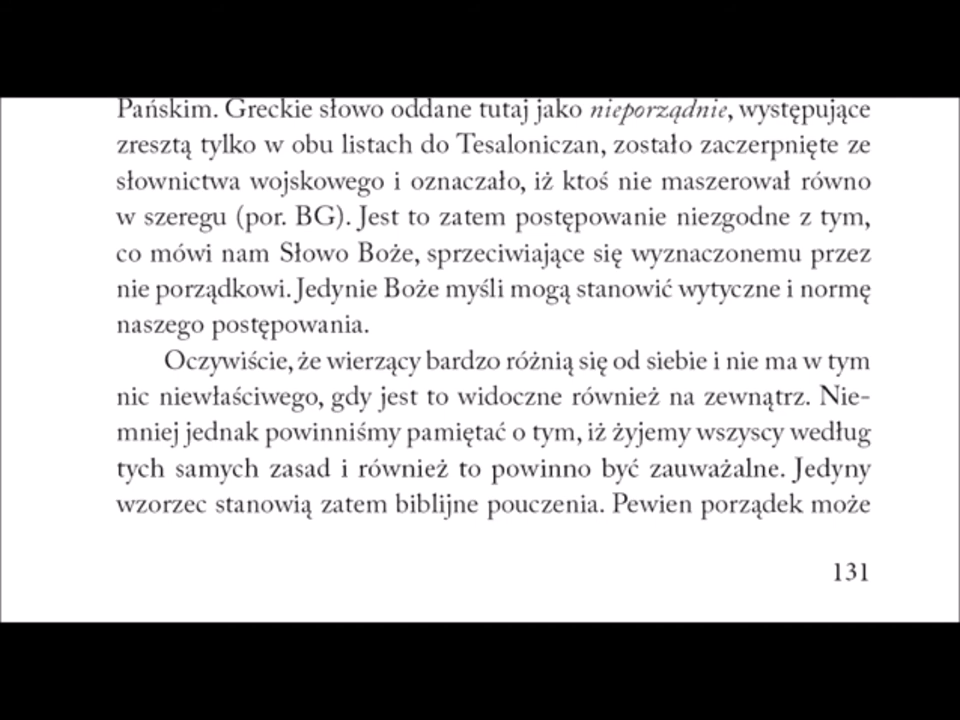 Pańskim. Greckie słowo oddane tutaj jako nieporządnie, występujące
zresztą tylko w obu listach do Tesaloniczan, zostało zaczerpnięte ze
słownictwa wojskowego i oznaczało, iż ktoś nie maszerował równo
w szeregu (por. BG). Jest to zatem postępowanie niezgodne z tym,
co mówi nam Słowo Boże, sprzeciwiające się wyznaczonemu przez
nie porządkowi. Jedynie Boże myśli mogą stanowić wytyczne i normę
naszego postępowania.
Oczywiście, że wierzący bardzo różnią się od siebie i nie ma w tym
nic niewłaściwego, gdy jest to widoczne również na zewnątrz. Nie-
mniej jednak powinniśmy pamiętać o tym, iż żyjemy wszyscy według
tych samych zasad i również to powinno być zauważalne. Jedyny
wzorzec stanowią zatem biblijne pouczenia. Pewien porządek może
131